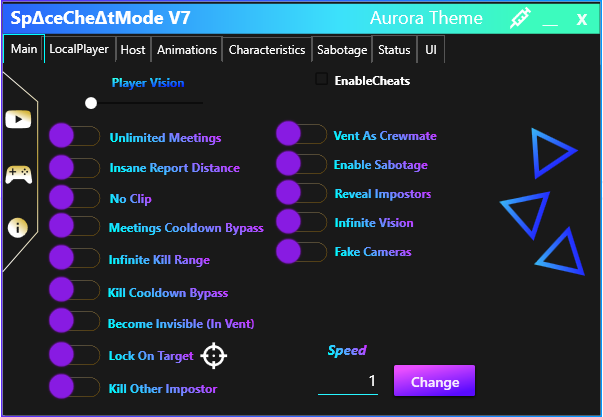 SpΔceCheΔtMode V7 Aurora Theme X
Main LocalPlayer Host Animations Characteristics Sabotage Status UI
Player Vision
EnableCheats
Unlimited Meetings
Insane Report Distance
No Clip
Meetings Cooldown Bypass
Infinite Kill Range
Kill Cooldown Bypass
Become Invisible (In Vent)
Lock On Target
Kill Other Impostor
Vent As Crewmate
Enable Sabotage
Reveal Impostors
Infinite Vision
Fake Cameras
Speed
1
Change